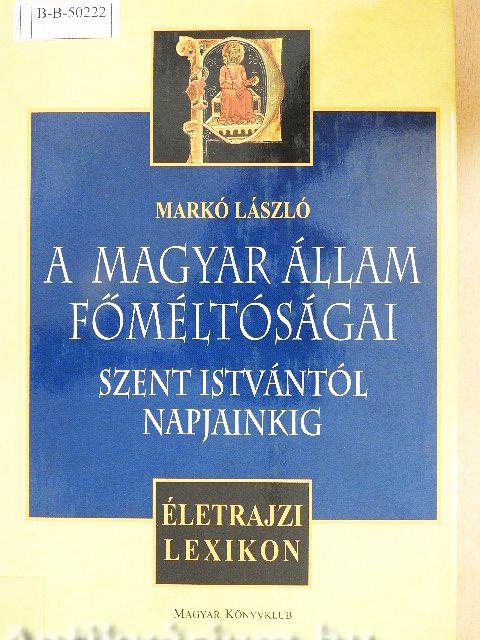 B-B-50222
MARKÓ LÁSZLÓ
A MAGYAR ÁLLAM
FŐMÉLTÓSÁGAI
SZENT ISTVÁNTÓL
NAPJAINKIG
ÉLETRAJZI
LEXIKON
MAGYAR KÖNYVKLUB